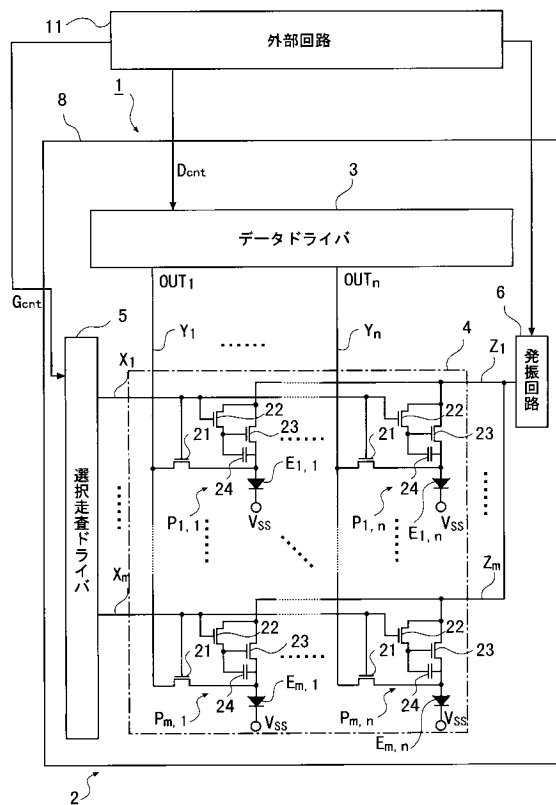 11
外部回路
1
8
Dcnt
3
データドライバ
Gcnt
OUT1
OUTn
6
5
Y1
Yn
4
Z1
発振回路
X1
選択走査ドライバ
22
22
21
23
21
23
24
E1, 1
24
P1, 1
VSS
P1, n
VSS
E1, n
Xm
Zm
22
22
21
23
21
23
24
Em, 1
24
Pm, 1
VSS
Pm, n
VSS
Em, n
2